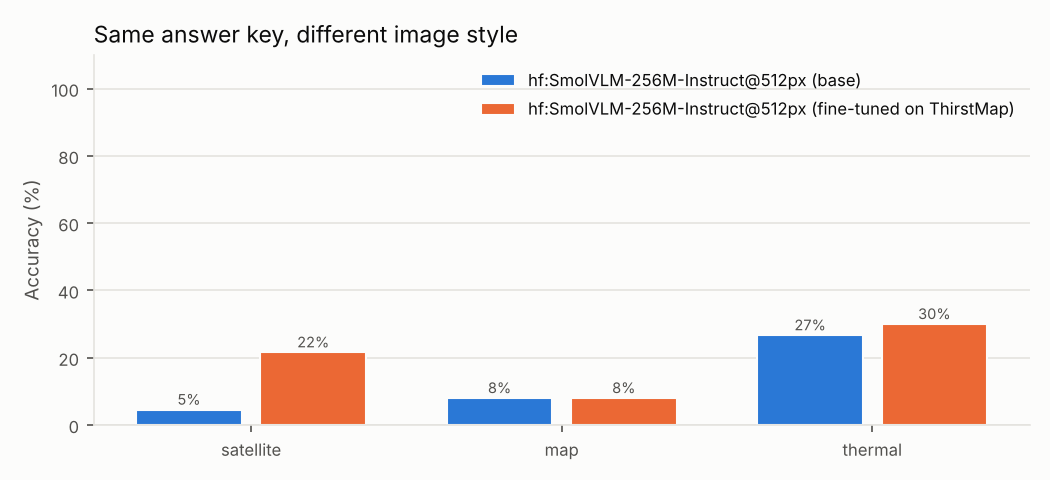 Same answer key, different image style
hf:SmolVLM-256M-Instruct@512px (base)
hf:SmolVLM-256M-Instruct@512px (fine-tuned on ThirstMap)
Accuracy (%)
100
80
60
40
20
0
5%
22%
8%
8%
27%
30%
satellite
map
thermal